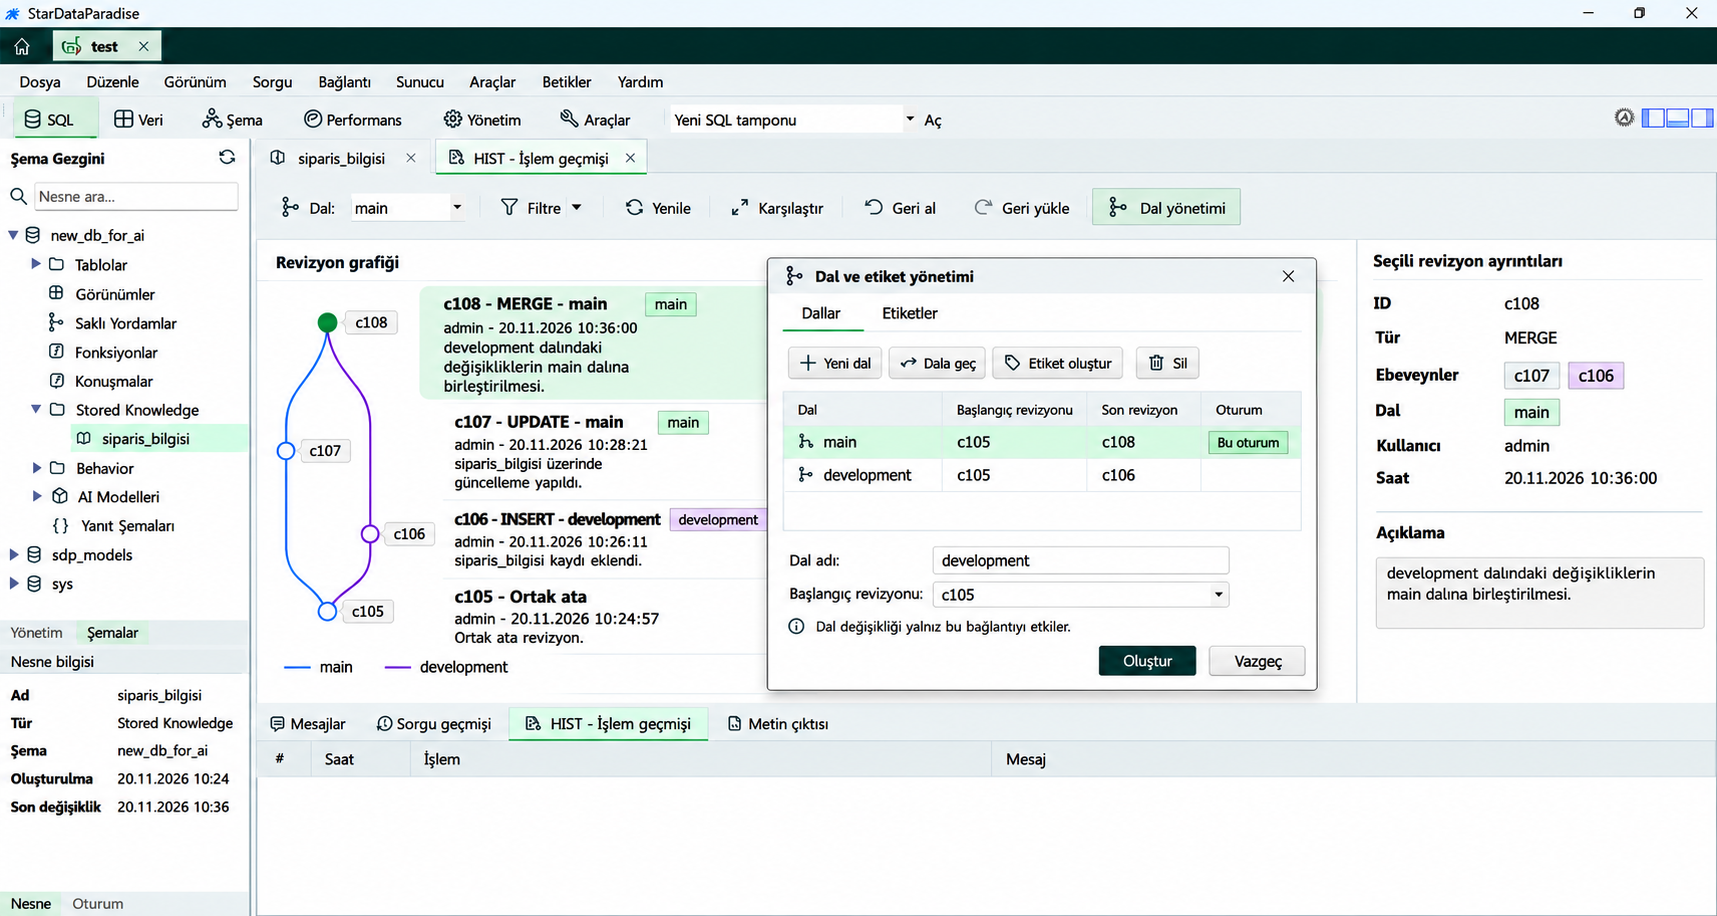 StarDataParadise
test
Dosya Düzenle Görünüm Sorgu Bağlantı Sunucu Araçlar Betikler Yardım
SQL Veri Şema Performans Yönetim Araçlar Yeni SQL tamponu Aç
Şema Gezgini
Nesne ara...
new_db_for_ai
Tablolar
Görünümler
Saklı Yordamlar
Fonksiyonlar
Konuşmalar
Stored Knowledge
siparis_bilgisi
Behavior
AI Modelleri
Yanıt Şemaları
sdp_models
sys
Yönetim Şemalar
Nesne bilgisi
Ad siparis_bilgisi
Tür Stored Knowledge
Şema new_db_for_ai
Oluşturulma 20.11.2026 10:24
Son değişiklik 20.11.2026 10:36
Nesne Oturum
siparis_bilgisi HIST - İşlem geçmişi
Dal: main Filtre Yenile Karşılaştır Geri al Geri yükle Dal yönetimi
Revizyon grafiği
c108
c107
c106
c105
main development
c108 - MERGE - main main
admin - 20.11.2026 10:36:00
development dalındaki
değişikliklerin main dalına
birleştirilmesi.
c107 - UPDATE - main main
admin - 20.11.2026 10:28:21
siparis_bilgisi üzerinde
güncelleme yapıldı.
c106 - INSERT - development development
admin - 20.11.2026 10:26:11
siparis_bilgisi kaydı eklendi.
c105 - Ortak ata
admin - 20.11.2026 10:24:57
Ortak ata revizyon.
Dal ve etiket yönetimi
Dallar Etiketler
Yeni dal Dala geç Etiket oluştur Sil
Dal Başlangıç revizyonu Son revizyon Oturum
main c105 c108 Bu oturum
development c105 c106
Dal adı: development
Başlangıç revizyonu: c105
Dal değişikliği yalnız bu bağlantıyı etkiler.
Oluştur Vazgeç
Seçili revizyon ayrıntıları
ID c108
Tür MERGE
Ebeveynler c107 c106
Dal main
Kullanıcı admin
Saat 20.11.2026 10:36:00
Açıklama
development dalındaki değişikliklerin
main dalına birleştirilmesi.
Mesajlar Sorgu geçmişi HIST - İşlem geçmişi Metin çıktısı
# Saat İşlem Mesaj